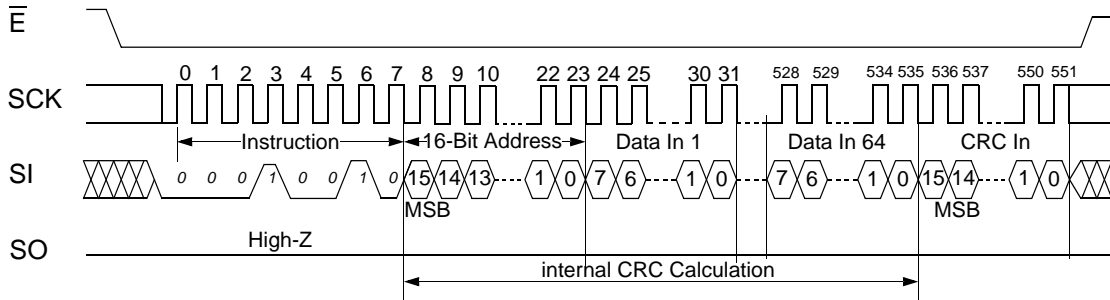 E
SCK 0 1 2 3 4 5 6 7 8 9 10 22 23 24 25 30 31 528 529 534 535 536 537 550 551
Instruction 16-Bit Address Data In 1 Data In 64 CRC In
SI 0 0 0 1 0 0 1 0 15 14 13 1 0 7 6 1 0 7 6 1 0 15 14 1 0
MSB MSB
SO High-Z
internal CRC Calculation